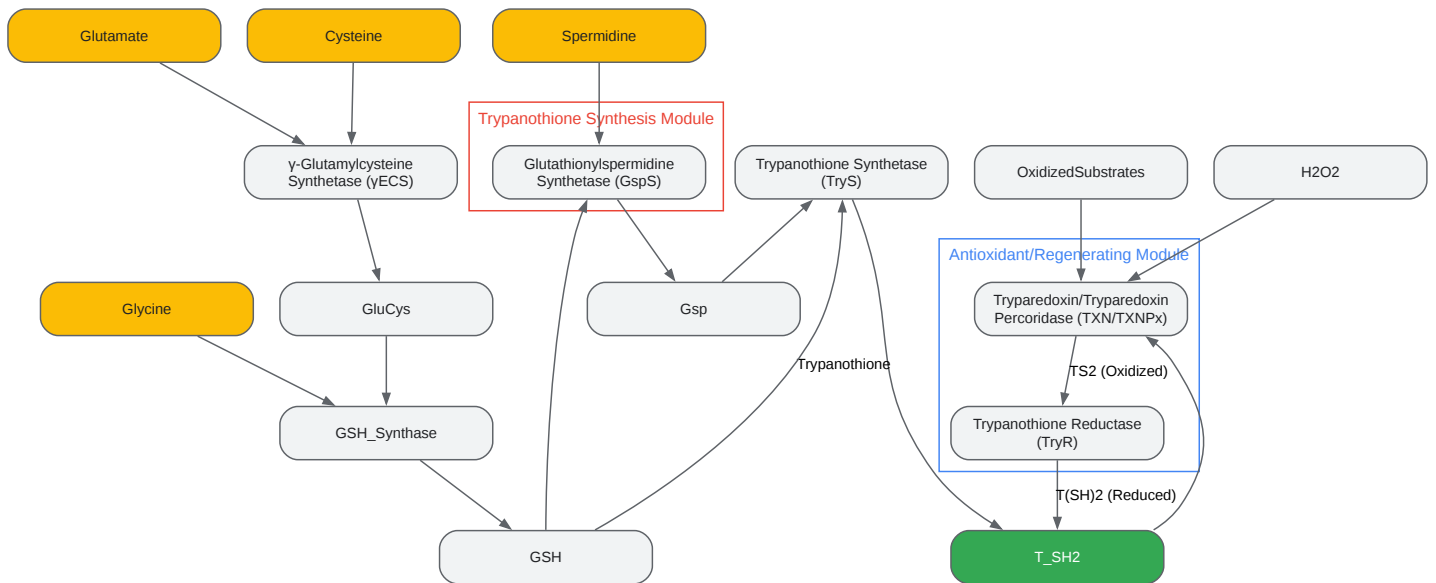 Glutamate
Cysteine
Spermidine
Trypanothione Synthesis Module
γ-Glutamylcysteine
Synthetase (γECS)
Glutathionylspermidine
Synthetase (GspS)
Trypanothione Synthetase
(TryS)
OxidizedSubstrates
H2O2
Antioxidant/Regenerating Module
Glycine
GluCys
Gsp
Tryparedoxin/Tryparedoxin
Percoridase (TXN/TXNPx)
Trypanothione
TS2 (Oxidized)
GSH_Synthase
Trypanothione Reductase
(TryR)
T(SH)2 (Reduced)
GSH
T_SH2